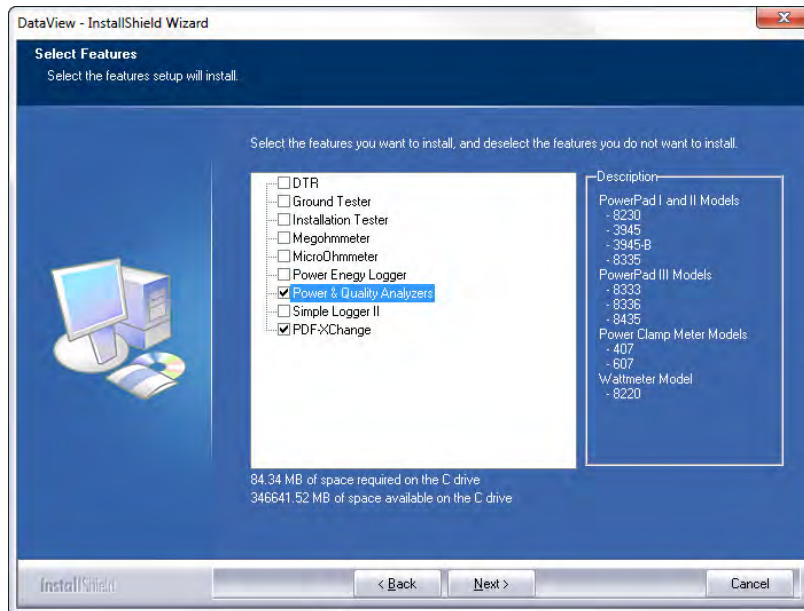 DataView - InstallShield Wizard
Select Features
Select the features setup will install.
Select the features you want to install, and deselect the features you do not want to install.
DTR
Ground Tester
Installation Tester
Megohmmeter
MicroOhmmeter
Power Enegy Logger
Power & Quality Analyzers
Simple Logger II
PDF-XChange
Description
PowerPad I and II Models
- 8230
- 3945
- 3945-B
- 8335
PowerPad III Models
- 8333
- 8336
- 8435
Power Clamp Meter Models
- 407
- 607
Wattmeter Model
- 8220
84.34 MB of space required on the C drive
346641.52 MB of space available on the C drive
InstallShield
< Back
Next >
Cancel